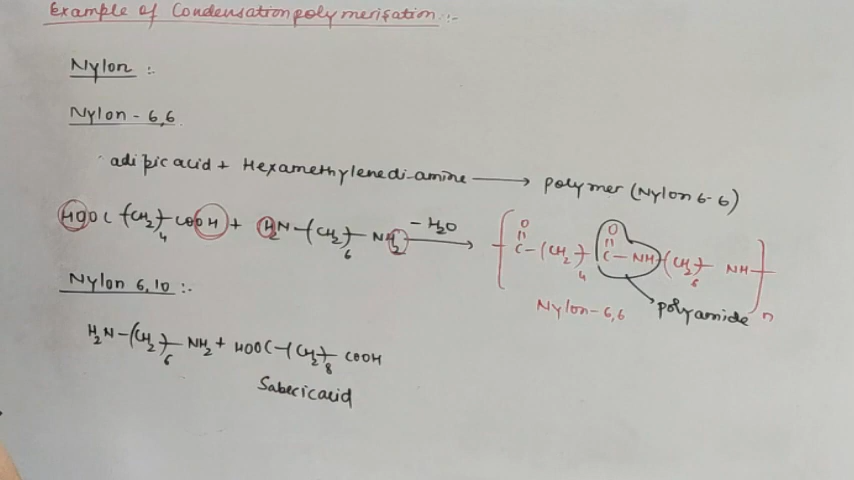 Example of Condensation polymerisation :-
Nylon :-
Nylon - 6,6
adipic acid + Hexamethylenedi-amine ⟶ polymer (Nylon 6-6)
HOOC-(CH₂)₄-COOH + H₂N-(CH₂)₆-NH₂ —(-H₂O)→ [-C(=O)-(CH₂)₄-C(=O)-NH-(CH₂)₆-NH-]n
Nylon-6,6
polyamide
Nylon 6,10 :-
H₂N-(CH₂)₆-NH₂ + HOOC-(CH₂)₈-COOH
Sabecicacid